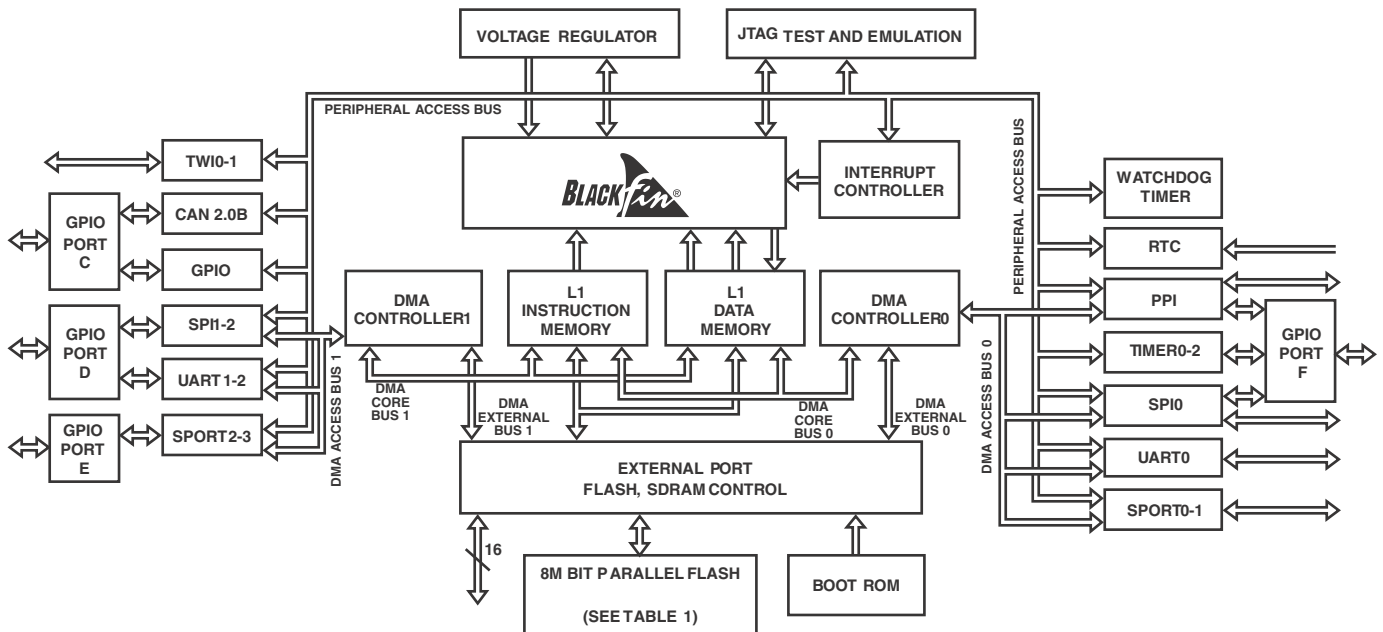 VOLTAGE REGULATOR
JTAG TEST AND EMULATION
PERIPHERAL ACCESS BUS
TWI0-1
CAN 2.0B
GPIO
PORT
C
GPIO
SPI1-2
GPIO
PORT
D
UART 1-2
GPIO
PORT
E
SPORT2-3
DMA ACCESS BUS 1
BLACKfin®
INTERRUPT
CONTROLLER
DMA
CONTROLLER1
L1
INSTRUCTION
MEMORY
L1
DATA
MEMORY
DMA
CONTROLLER0
DMA
CORE
BUS 1
DMA
EXTERNAL
BUS 1
DMA
CORE
BUS 0
DMA
EXTERNAL
BUS 0
EXTERNAL PORT
FLASH, SDRAM CONTROL
16
8M BIT PARALLEL FLASH
(SEE TABLE 1)
BOOT ROM
PERIPHERAL ACCESS BUS
DMA ACCESS BUS 0
WATCHDOG
TIMER
RTC
PPI
TIMER0-2
GPIO
PORT
F
SPI0
UART0
SPORT0-1